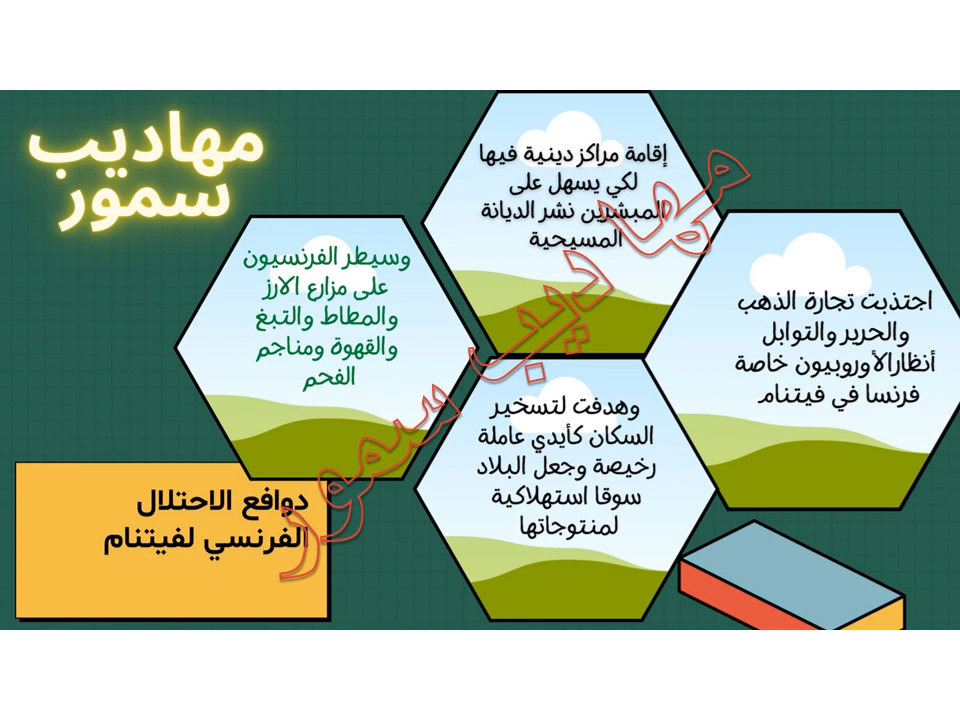 مهاديب
سمور
إقامة مراكز دينية فيها
لكي يسهل على
المبشرين نشر الديانة
المسيحية
اجتذبت تجارة الذهب
والحرير والتوابل
أنظارالأوروبيون خاصة
فرنسا في فيتنام
وسيطر الفرنسيون
على مزارع الارز
والمطاط والتبغ
والقهوة ومناجم
الفحم
وهدفت لتسخير
السكان كأيدي عاملة
رخيصة وجعل البلاد
سوقا استهلاكية
لمنتوجاتها
دوافع الاحتلال
الفرنسي لفيتنام
مهاديب سمور